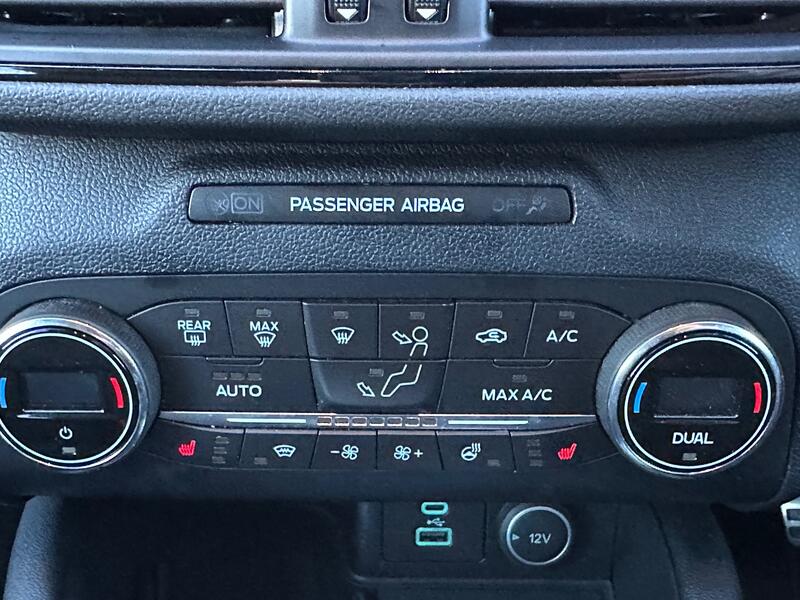 ON PASSENGER AIRBAG OFF
REAR MAX A/C
AUTO MAX A/C
- +
DUAL
12V